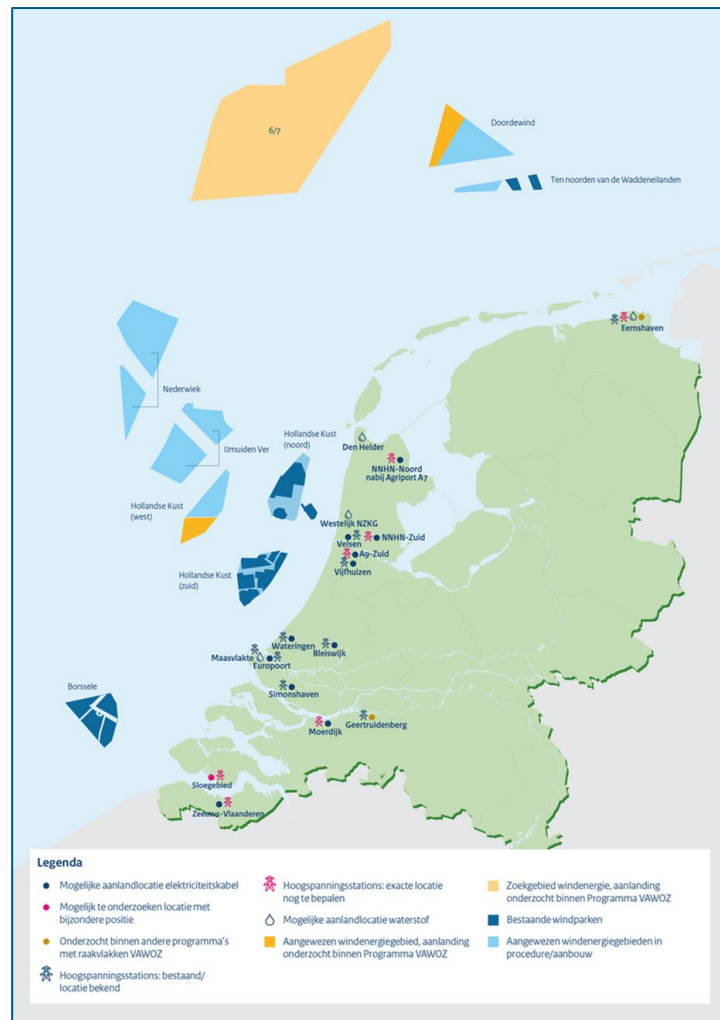 6/7
Doordewind
Ten noorden van de Waddeneilanden
Eemshaven
Nederwiek
IJmuiden Ver
Hollandse Kust
(noord)
Den Helder
NNHN-Noord
nabij Agriport A7
Hollandse Kust
(west)
Westelijk NZKG
Velsen
NNHN-Zuid
A9-Zuid
Vijfhuizen
Hollandse Kust
(zuid)
Wateringen
Bleiswijk
Maasvlakte
Europoort
Simonshaven
Borssele
Moerdijk
Geertruidenberg
Sloegebied
Zeeuws-Vlaanderen
Legenda
Mogelijke aanlandlocatie elektriciteitskabel
Mogelijk te onderzoeken locatie met
bijzondere positie
Onderzocht binnen andere programma's
met raakvlakken VAWOZ
Hoogspanningsstations: bestaand/
locatie bekend
Hoogspanningsstations: exacte locatie
nog te bepalen
Mogelijke aanlandlocatie waterstof
Aangewezen windenergiegebied, aanlanding
onderzocht binnen Programma VAWOZ
Zoekgebied windenergie, aanlanding
onderzocht binnen Programma VAWOZ
Bestaande windparken
Aangewezen windenergiegebieden in
procedure/aanbouw